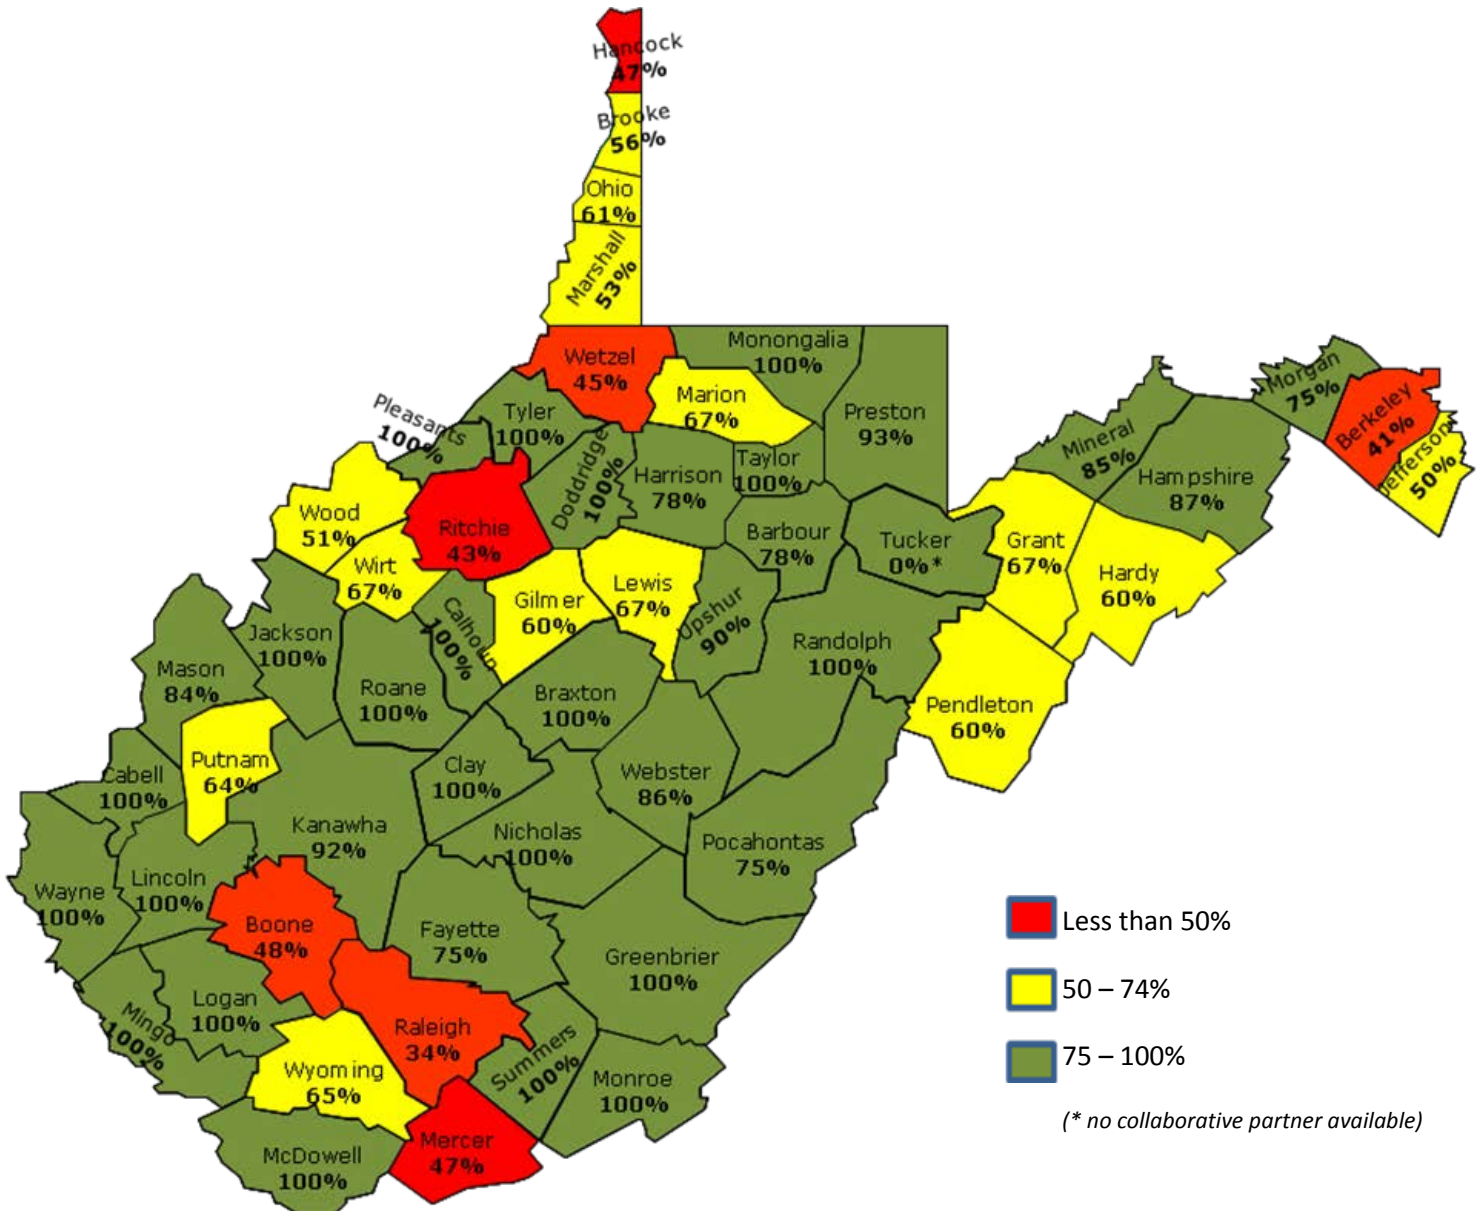 Hancock
47%
Brooke
56%
Ohio
61%
Marshall
53%
Wetzel
45%
Monongalia
100%
Marion
67%
Preston
93%
Pleasants
100%
Tyler
100%
Doddridge
100%
Harrison
78%
Taylor
100%
Morgan
75%
Berkeley
41%
Jefferson
50%
Mineral
85%
Hampshire
87%
Wood
51%
Ritchie
43%
Wirt
67%
Barbour
78%
Tucker
0%*
Grant
67%
Hardy
60%
Calhoun
100%
Gilmer
60%
Lewis
67%
Upshur
90%
Randolph
100%
Jackson
100%
Mason
84%
Roane
100%
Braxton
100%
Pendleton
60%
Putnam
64%
Cabell
100%
Clay
100%
Webster
86%
Kanawha
92%
Nicholas
100%
Pocahontas
75%
Wayne
100%
Lincoln
100%
Boone
48%
Fayette
75%
Greenbrier
100%
Logan
100%
Mingo
100%
Raleigh
34%
Summers
100%
Monroe
100%
Wyoming
65%
McDowell
100%
Mercer
47%
Less than 50%
50 – 74%
75 – 100%
(* no collaborative partner available)